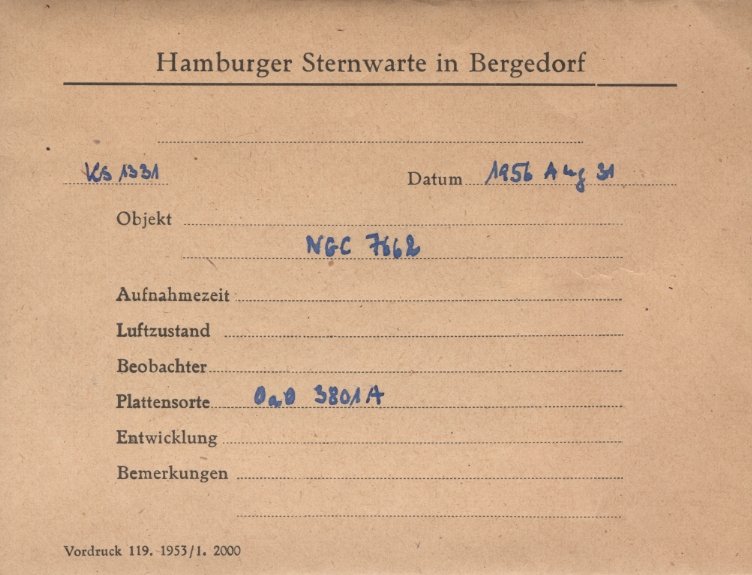 Hamburger Sternwarte in Bergedorf
KS 1331 Datum 1956 Aug 31
Objekt
NGC 7662
Aufnahmezeit
Luftzustand
Beobachter
Plattensorte OaO 3801A
Entwicklung
Bemerkungen
Vordruck 119. 1953/1. 2000